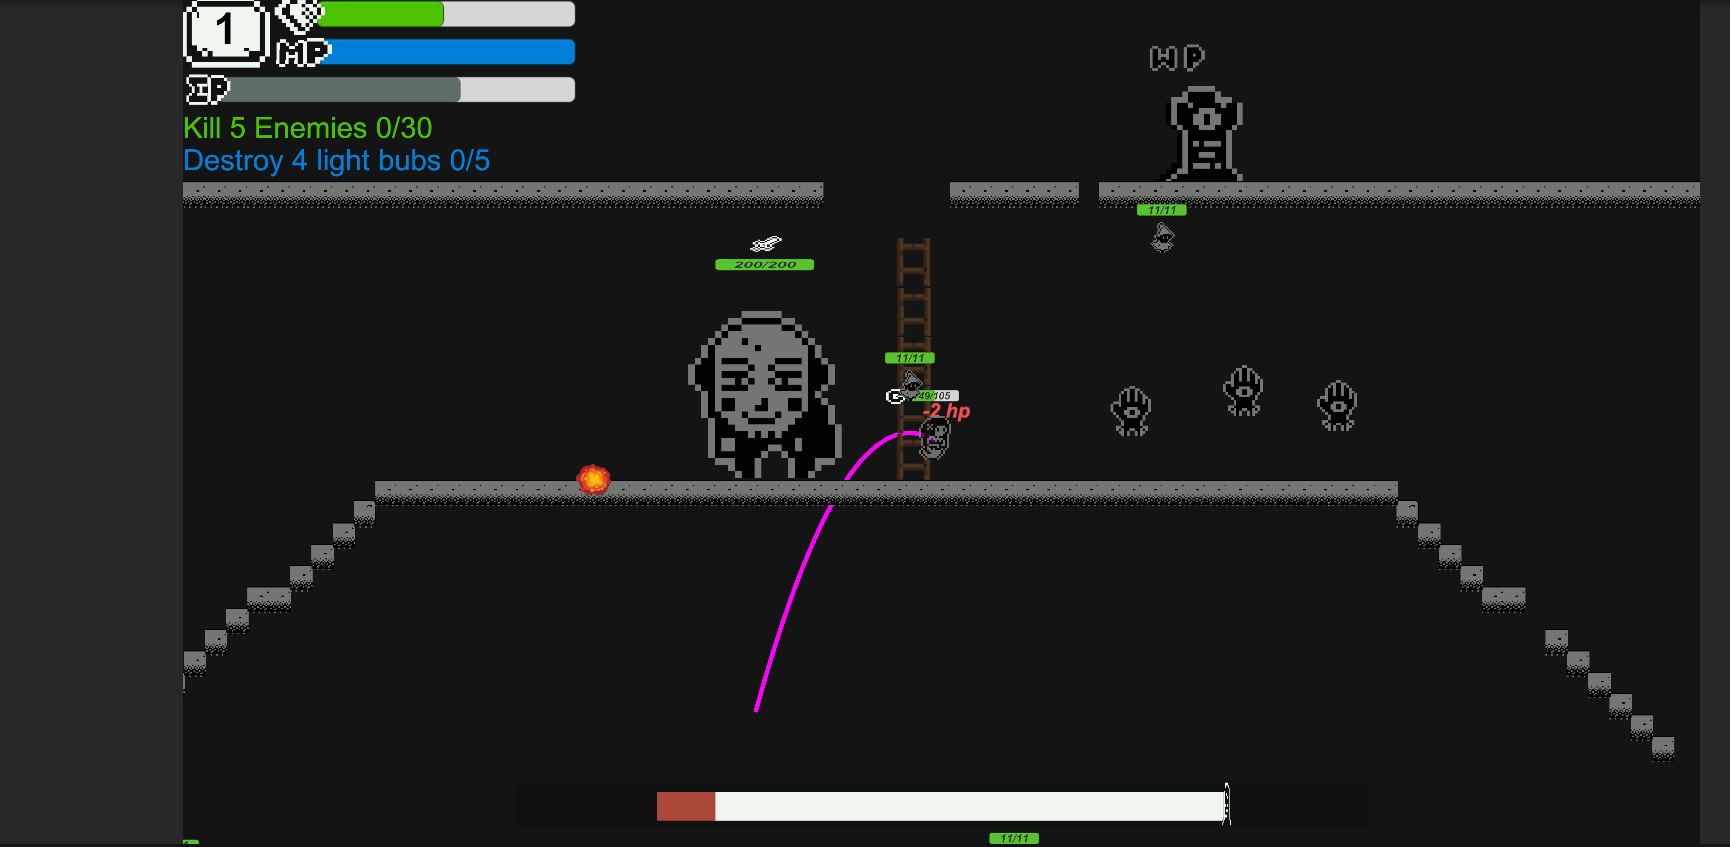 1
MP
ΣP
Kill 5 Enemies 0/30
Destroy 4 light bubs 0/5
WP
11/11
200/200
11/11
49/105
-2 hp
11/11